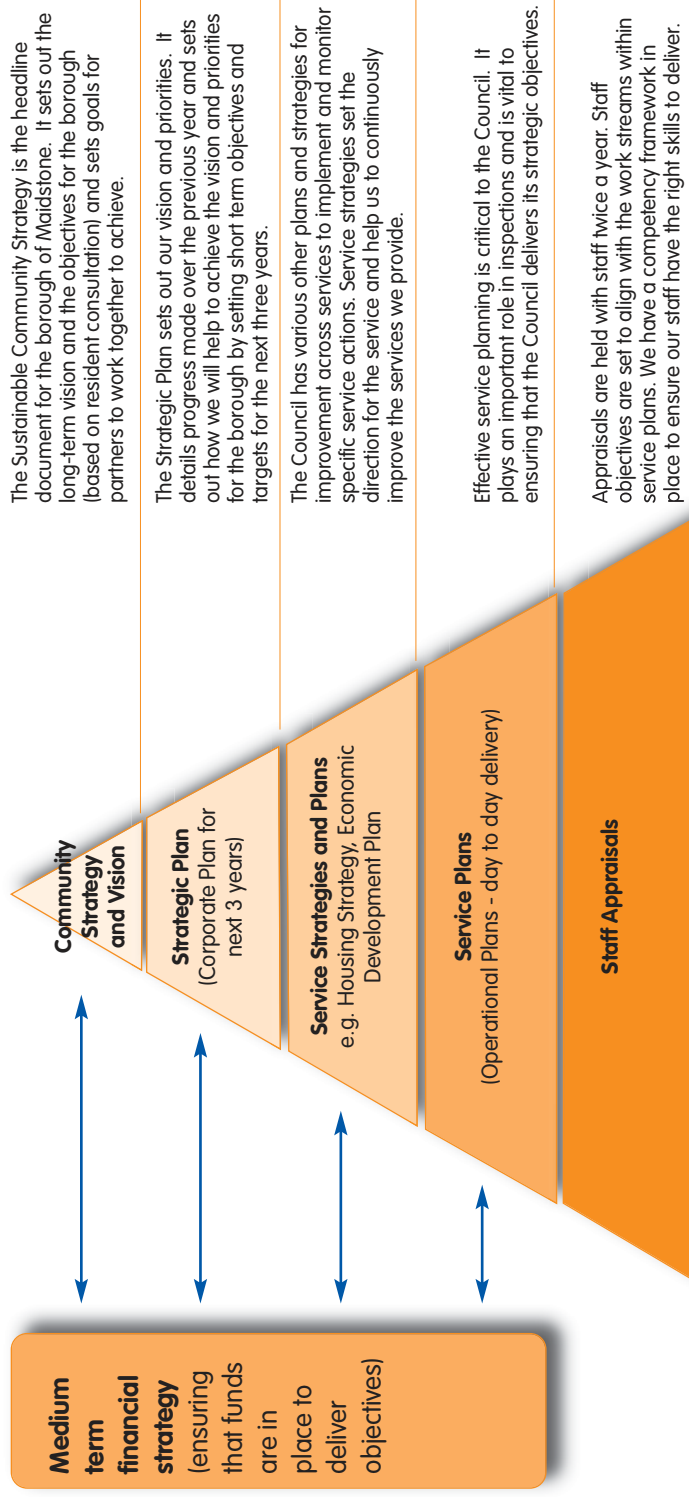 Medium
term
financial
strategy
(ensuring
that funds
are in
place to
deliver
objectives)
Community
Strategy
and Vision
The Sustainable Community Strategy is the headline
document for the borough of Maidstone. It sets out the
long-term vision and the objectives for the borough
(based on resident consultation) and sets goals for
partners to work together to achieve.
Strategic Plan
(Corporate Plan for
next 3 years)
The Strategic Plan sets out our vision and priorities. It
details progress made over the previous year and sets
out how we will help to achieve the vision and priorities
for the borough by setting short term objectives and
targets for the next three years.
Service Strategies and Plans
e.g. Housing Strategy, Economic
Development Plan
The Council has various other plans and strategies for
improvement across services to implement and monitor
specific service actions. Service strategies set the
direction for the service and help us to continuously
improve the services we provide.
Service Plans
(Operational Plans - day to day delivery)
Effective service planning is critical to the Council. It
plays an important role in inspections and is vital to
ensuring that the Council delivers its strategic objectives.
Staff Appraisals
Appraisals are held with staff twice a year. Staff
objectives are set to align with the work streams within
service plans. We have a competency framework in
place to ensure our staff have the right skills to deliver.